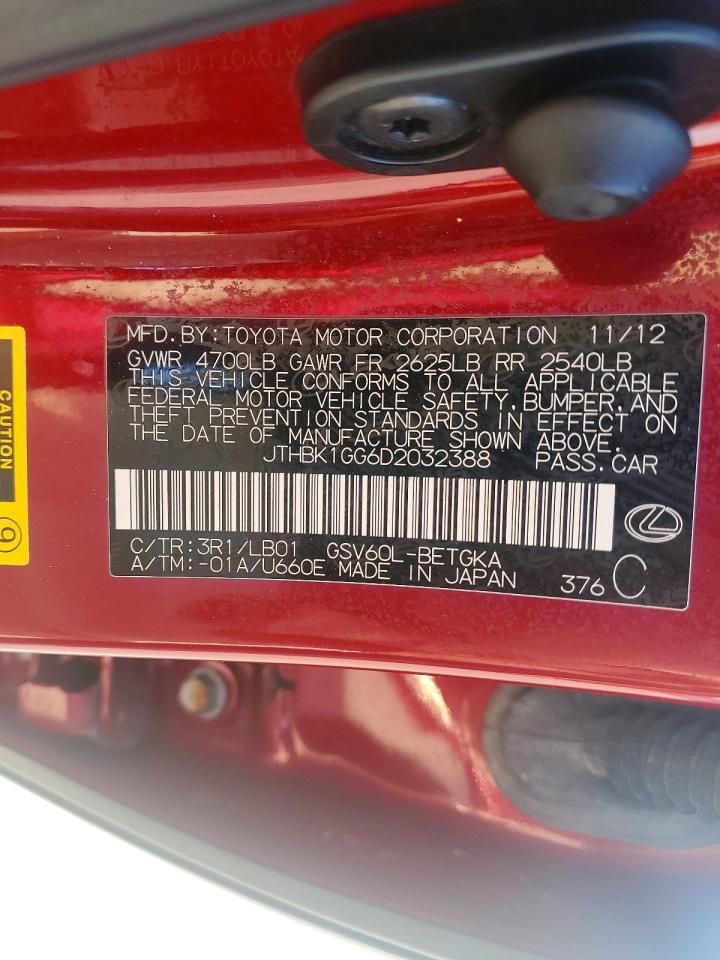 MFD.BY:TOYOTA MOTOR CORPORATION 11/12
GVWR 4700LB GAWR FR 2625LB RR 2540LB
THIS VEHICLE CONFORMS TO ALL APPLICABLE
FEDERAL MOTOR VEHICLE SAFETY,BUMPER,AND
THEFT PREVENTION STANDARDS IN EFFECT ON
THE DATE OF MANUFACTURE SHOWN ABOVE.
JTHBK1GG6D2032388 PASS.CAR
C/TR:3R1/LB01 GSV60L-BETGKA
A/TM:-01A/U660E MADE IN JAPAN 376 C
CAUTION
9